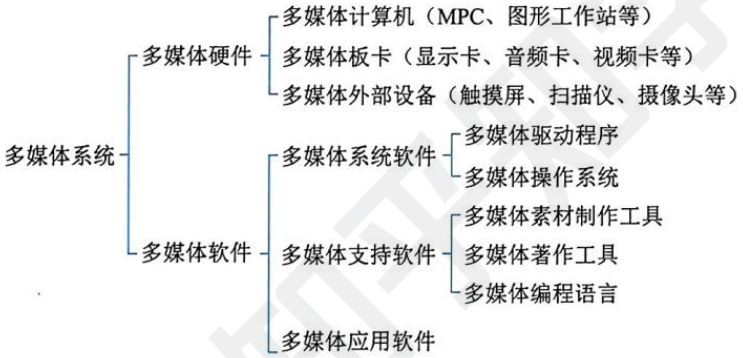 多媒体计算机（MPC、图形工作站等）
多媒体硬件
多媒体板卡（显示卡、音频卡、视频卡等）
多媒体外部设备（触摸屏、扫描仪、摄像头等）
多媒体系统
多媒体驱动程序
多媒体系统软件
多媒体操作系统
多媒体素材制作工具
多媒体软件
多媒体支持软件
多媒体著作工具
多媒体编程语言
多媒体应用软件